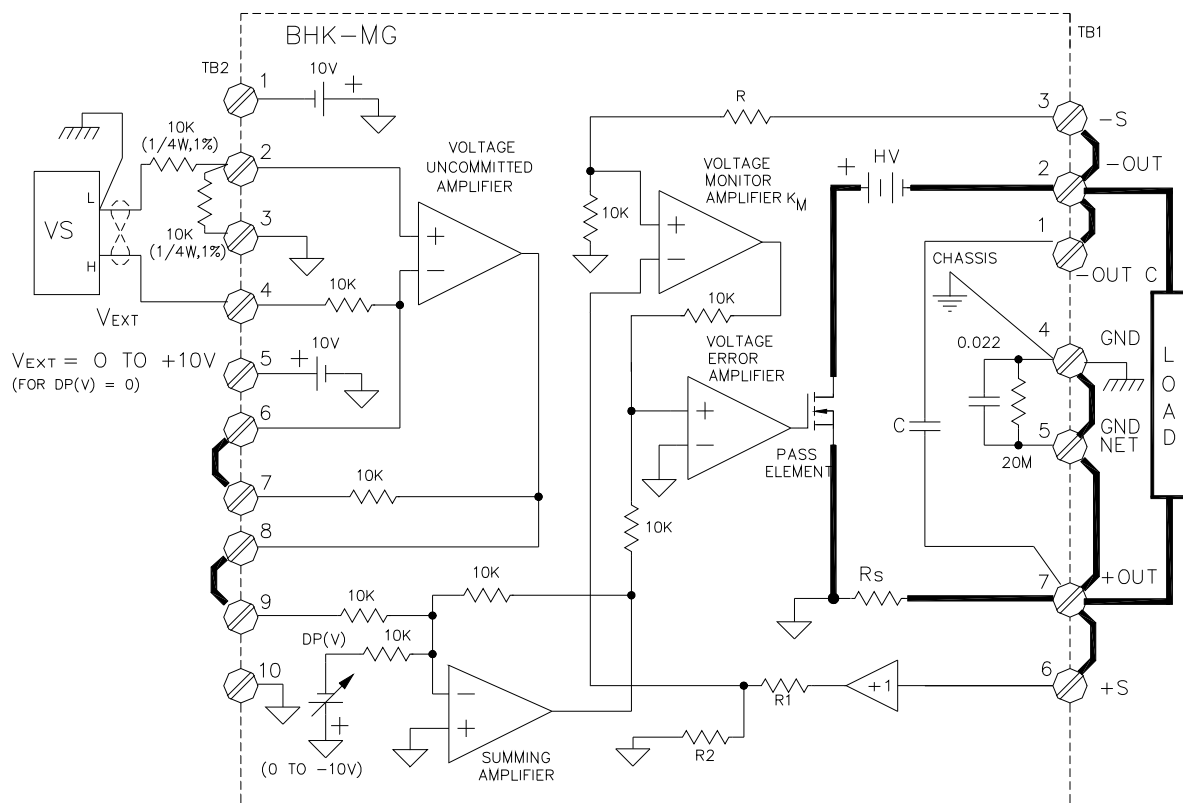 BHK-MG
TB1
TB2
1
10V
+
10K
(1/4W,1%)
2
VOLTAGE
UNCOMMITTED
AMPLIFIER
L
VS
H
+
−
3
10K
(1/4W,1%)
4
10K
VEXT
VEXT = 0 TO +10V
(FOR DP(V) = 0)
5
+
10V
6
7
10K
8
9
10K
10K
DP(V)
10K
10
+
(0 TO -10V)
−
+
SUMMING
AMPLIFIER
R
3
-S
10K
+
−
VOLTAGE
MONITOR
AMPLIFIER KM
+
HV
2
-OUT
1
-OUT C
CHASSIS
10K
VOLTAGE
ERROR
AMPLIFIER
+
−
PASS
ELEMENT
0.022
4
GND
C
20M
5
GND
NET
LOAD
10K
Rs
7
+OUT
6
+S
+1
R1
R2